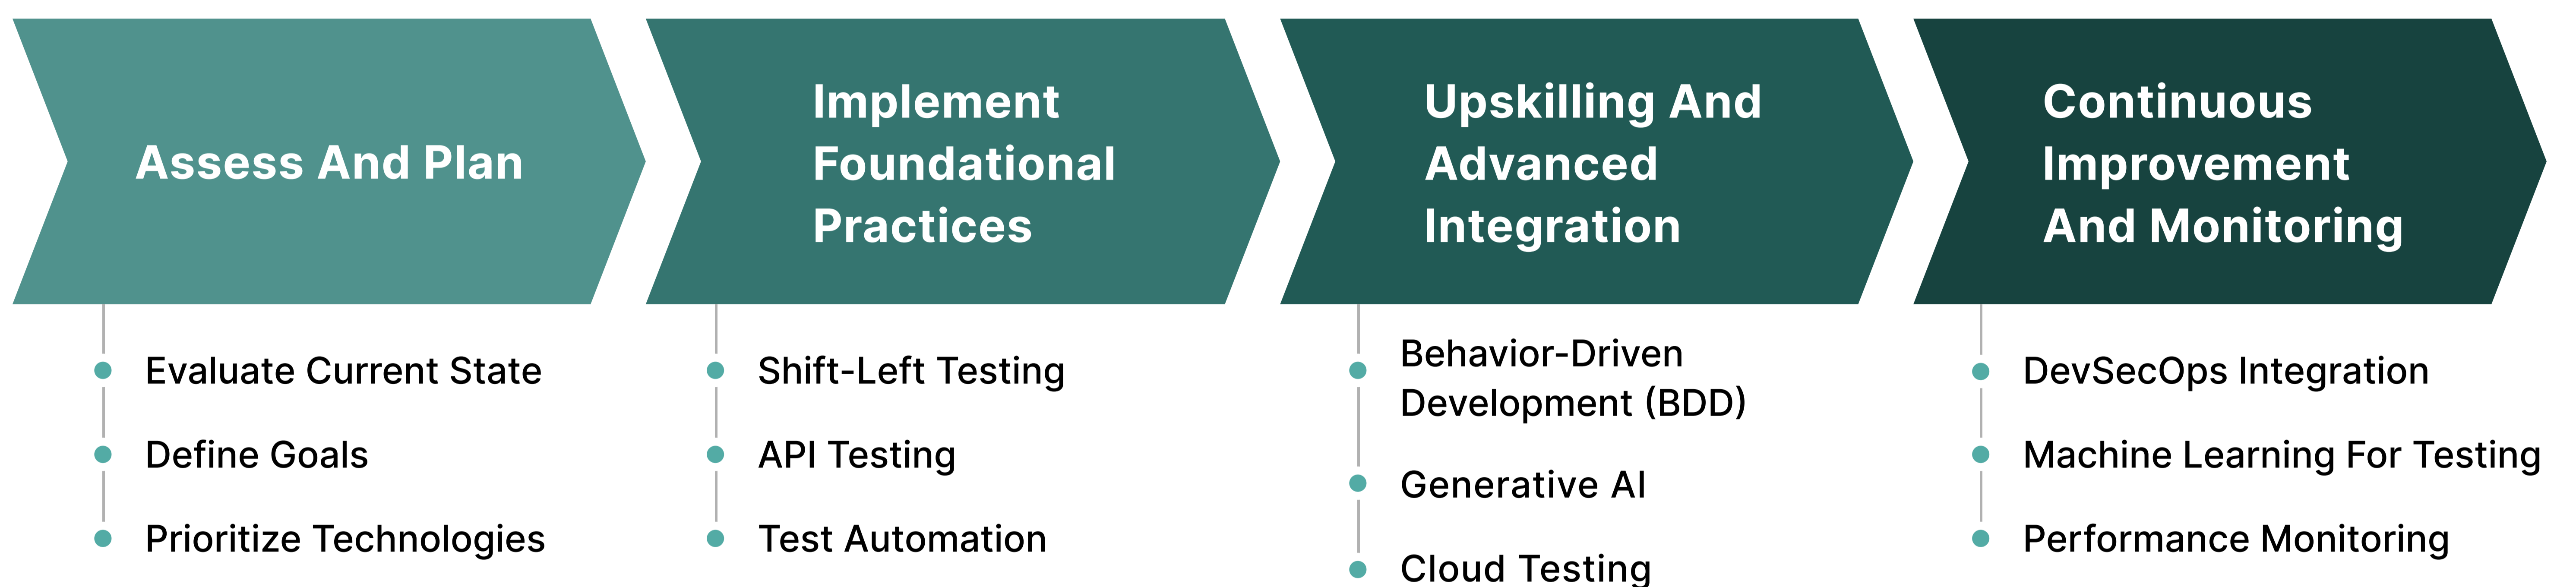 Assess And Plan
Evaluate Current State
Define Goals
Prioritize Technologies
Implement
Foundational
Practices
Shift-Left Testing
API Testing
Test Automation
Upskilling And
Advanced
Integration
Behavior-Driven
Development (BDD)
Generative AI
Cloud Testing
Continuous
Improvement
And Monitoring
DevSecOps Integration
Machine Learning For Testing
Performance Monitoring